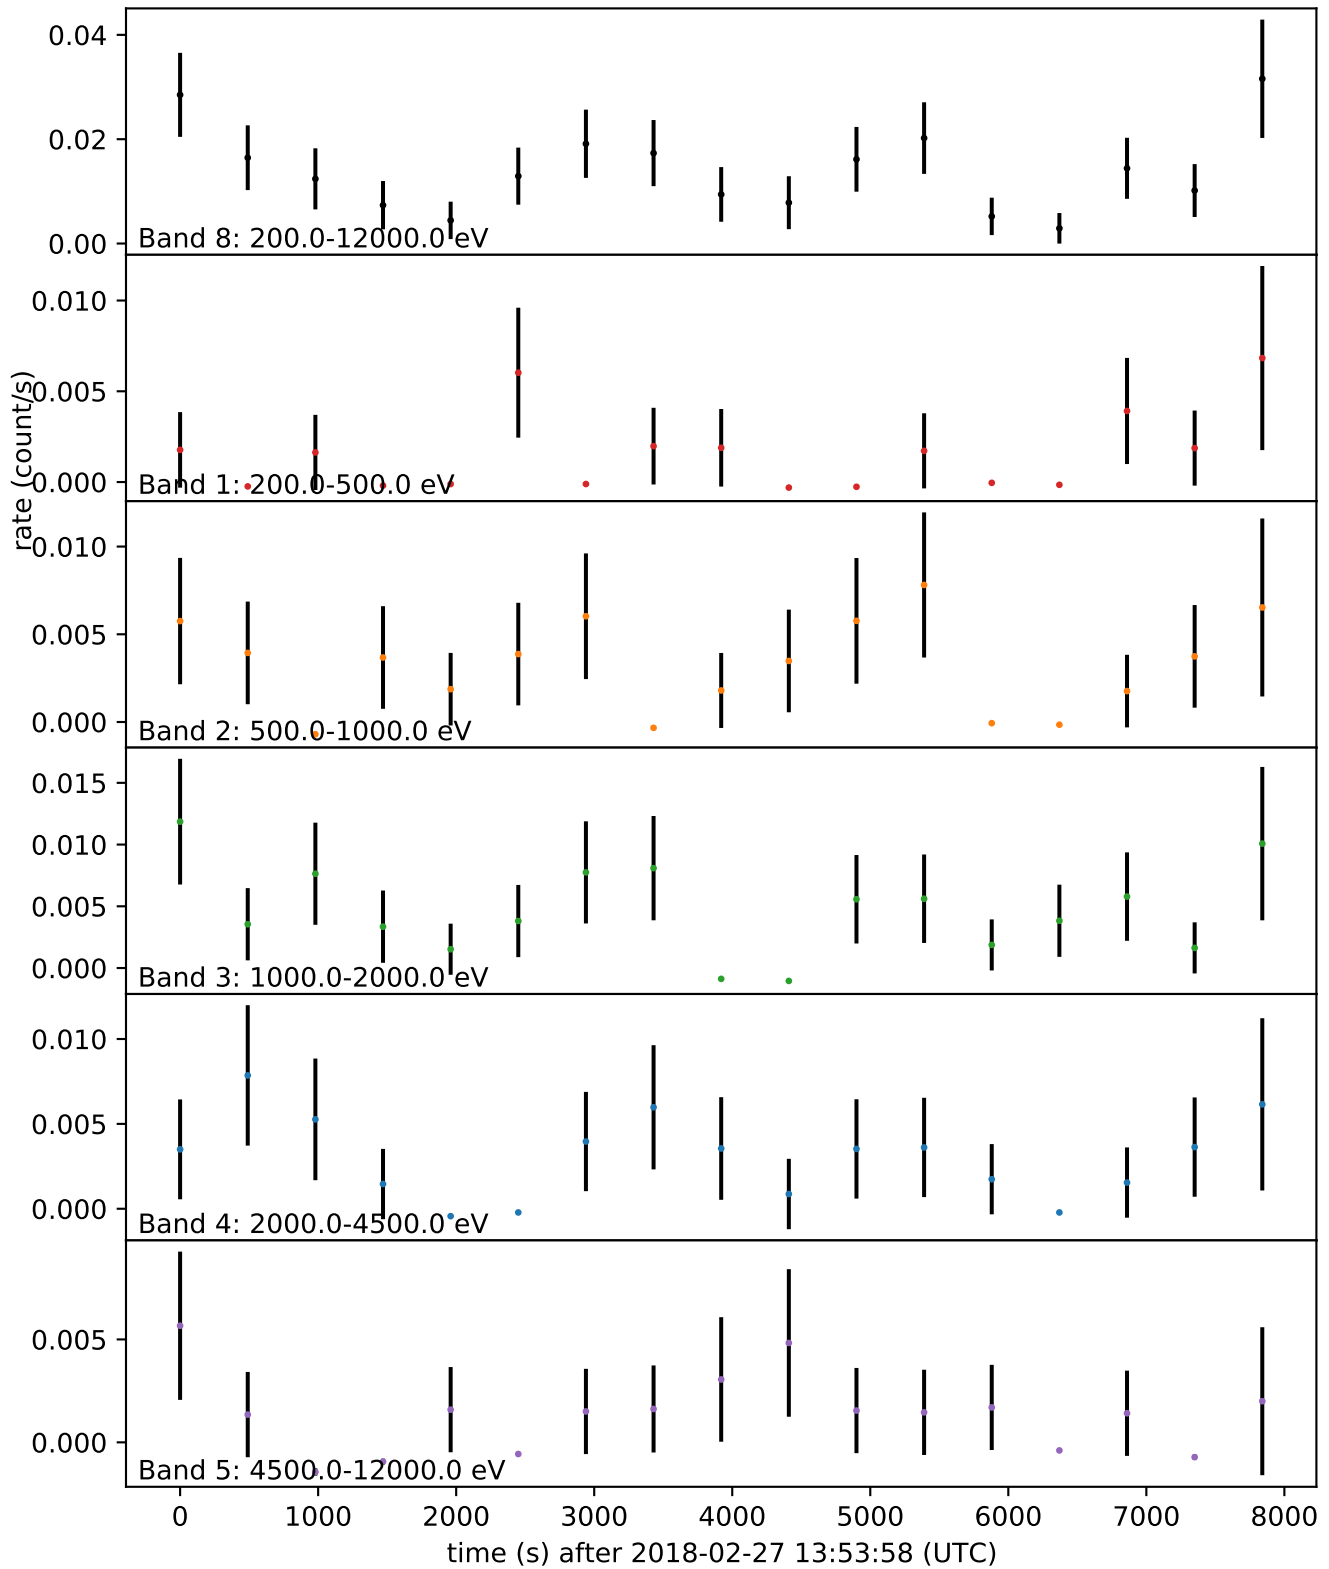 0.04
0.02
0.00
Band 8: 200.0-12000.0 eV
0.010
0.005
0.000
Band 1: 200.0-500.0 eV
rate (count/s)
0.010
0.005
0.000
Band 2: 500.0-1000.0 eV
0.015
0.010
0.005
0.000
Band 3: 1000.0-2000.0 eV
0.010
0.005
0.000
Band 4: 2000.0-4500.0 eV
0.005
0.000
Band 5: 4500.0-12000.0 eV
0 1000 2000 3000 4000 5000 6000 7000 8000
time (s) after 2018-02-27 13:53:58 (UTC)